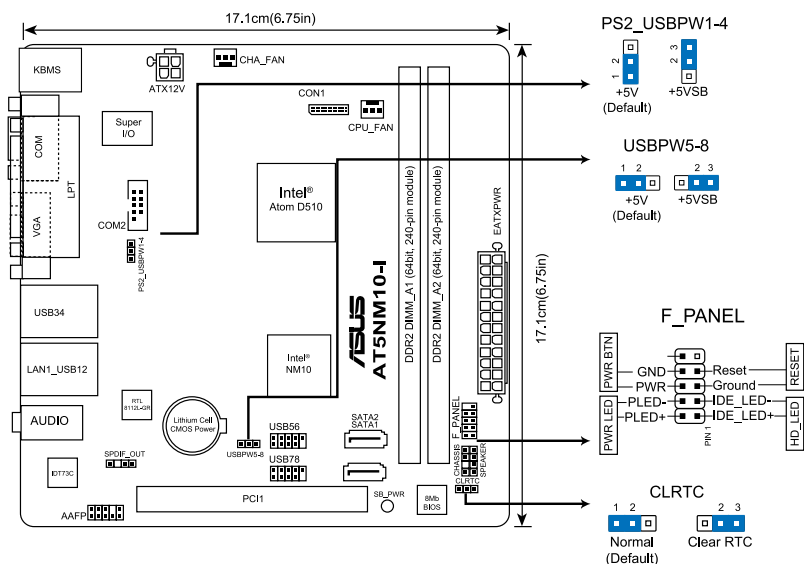 17.1cm(6.75in)
KBMS
ATX12V
CHA_FAN
CON1
CPU_FAN
Super
I/O
COM
LPT
VGA
COM2
PS2_USBPW1-4
Intel®
Atom D510
DDR2 DIMM_A1 (64bit, 240-pin module)
DDR2 DIMM_A2 (64bit, 240-pin module)
EATXPWR
17.1cm(6.75in)
ASUS
AT5NM10-I
USB34
LAN1_USB12
AUDIO
Intel®
NM10
RTL
8112L-GR
Lithium Cell
CMOS Power
USBPW5-8
USB56
USB78
SATA2
SATA1
F_PANEL
CHASSIS
SPEAKER
CLRTC
SPDIF_OUT
IDT73C
AAFP
PCI1
SB_PWR
8Mb
BIOS
PS2_USBPW1-4
2
1
3
2
+5V
(Default)
+5VSB
USBPW5-8
1 2
2 3
+5V
(Default)
+5VSB
F_PANEL
PWR BTN
GND
PWR
Reset
Ground
RESET
PWR LED
PLED-
PLED+
IDE_LED-
IDE_LED+
HD_LED
PIN 1
CLRTC
1 2
2 3
Normal
(Default)
Clear RTC